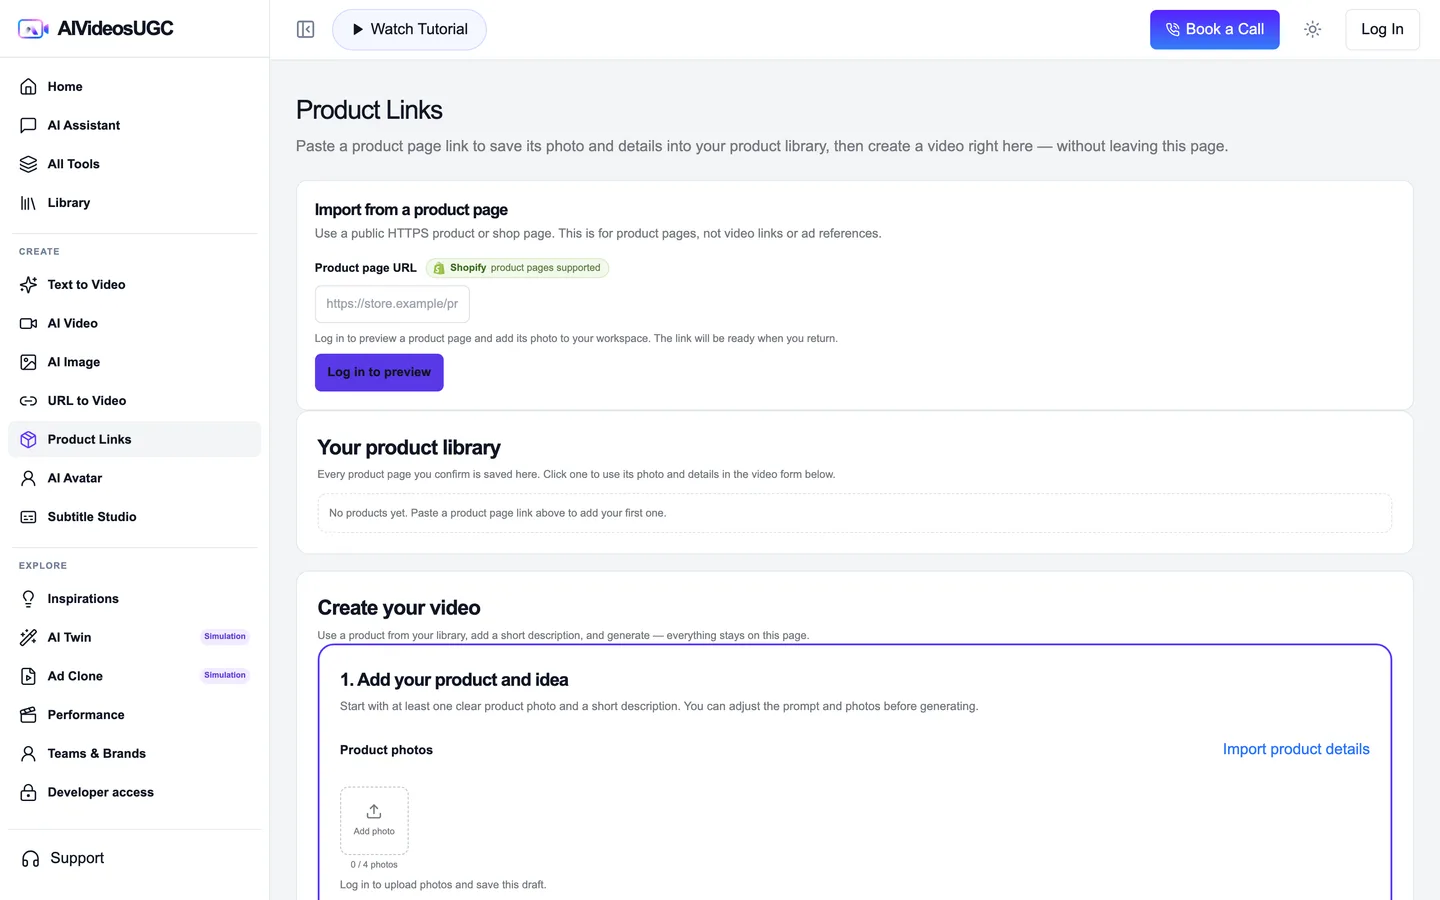 AIVideosUGC
Home
AI Assistant
All Tools
Library
CREATE
Text to Video
AI Video
AI Image
URL to Video
Product Links
AI Avatar
Subtitle Studio
EXPLORE
Inspirations
AI Twin
Simulation
Ad Clone
Simulation
Performance
Teams & Brands
Developer access
Support
Watch Tutorial
Book a Call
Log In
Product Links
Paste a product page link to save its photo and details into your product library, then create a video right here — without leaving this page.
Import from a product page
Use a public HTTPS product or shop page. This is for product pages, not video links or ad references.
Product page URL
Shopify product pages supported
https://store.example/pr
Log in to preview a product page and add its photo to your workspace. The link will be ready when you return.
Log in to preview
Your product library
Every product page you confirm is saved here. Click one to use its photo and details in the video form below.
No products yet. Paste a product page link above to add your first one.
Create your video
Use a product from your library, add a short description, and generate — everything stays on this page.
1. Add your product and idea
Start with at least one clear product photo and a short description. You can adjust the prompt and photos before generating.
Product photos
Import product details
Add photo
0 / 4 photos
Log in to upload photos and save this draft.